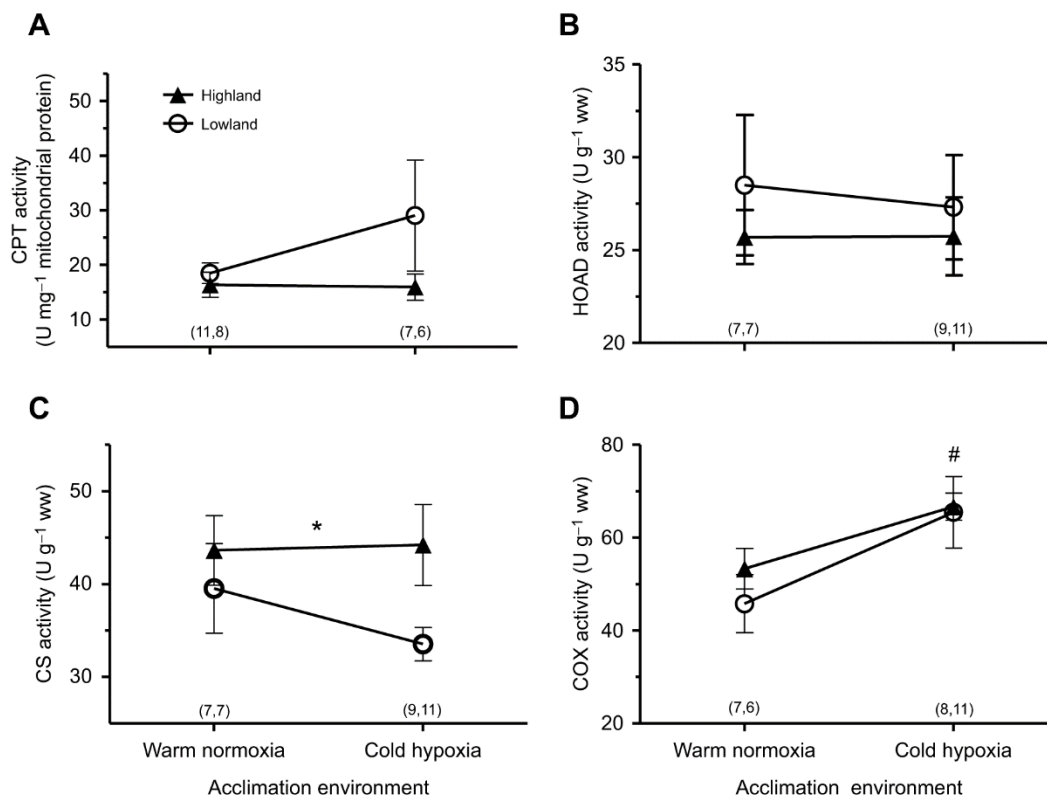 A
CPT activity
(U mg⁻¹ mitochondrial protein)
50
40
30
20
10
Highland
Lowland
(11,8)
(7,6)
B
HOAD activity (U g⁻¹ ww)
35
30
25
20
(7,7)
(9,11)
C
CS activity (U g⁻¹ ww)
50
40
30
*
(7,7)
(9,11)
Warm normoxia
Cold hypoxia
Acclimation environment
D
COX activity (U g⁻¹ ww)
80
60
40
20
#
(7,6)
(8,11)
Warm normoxia
Cold hypoxia
Acclimation environment